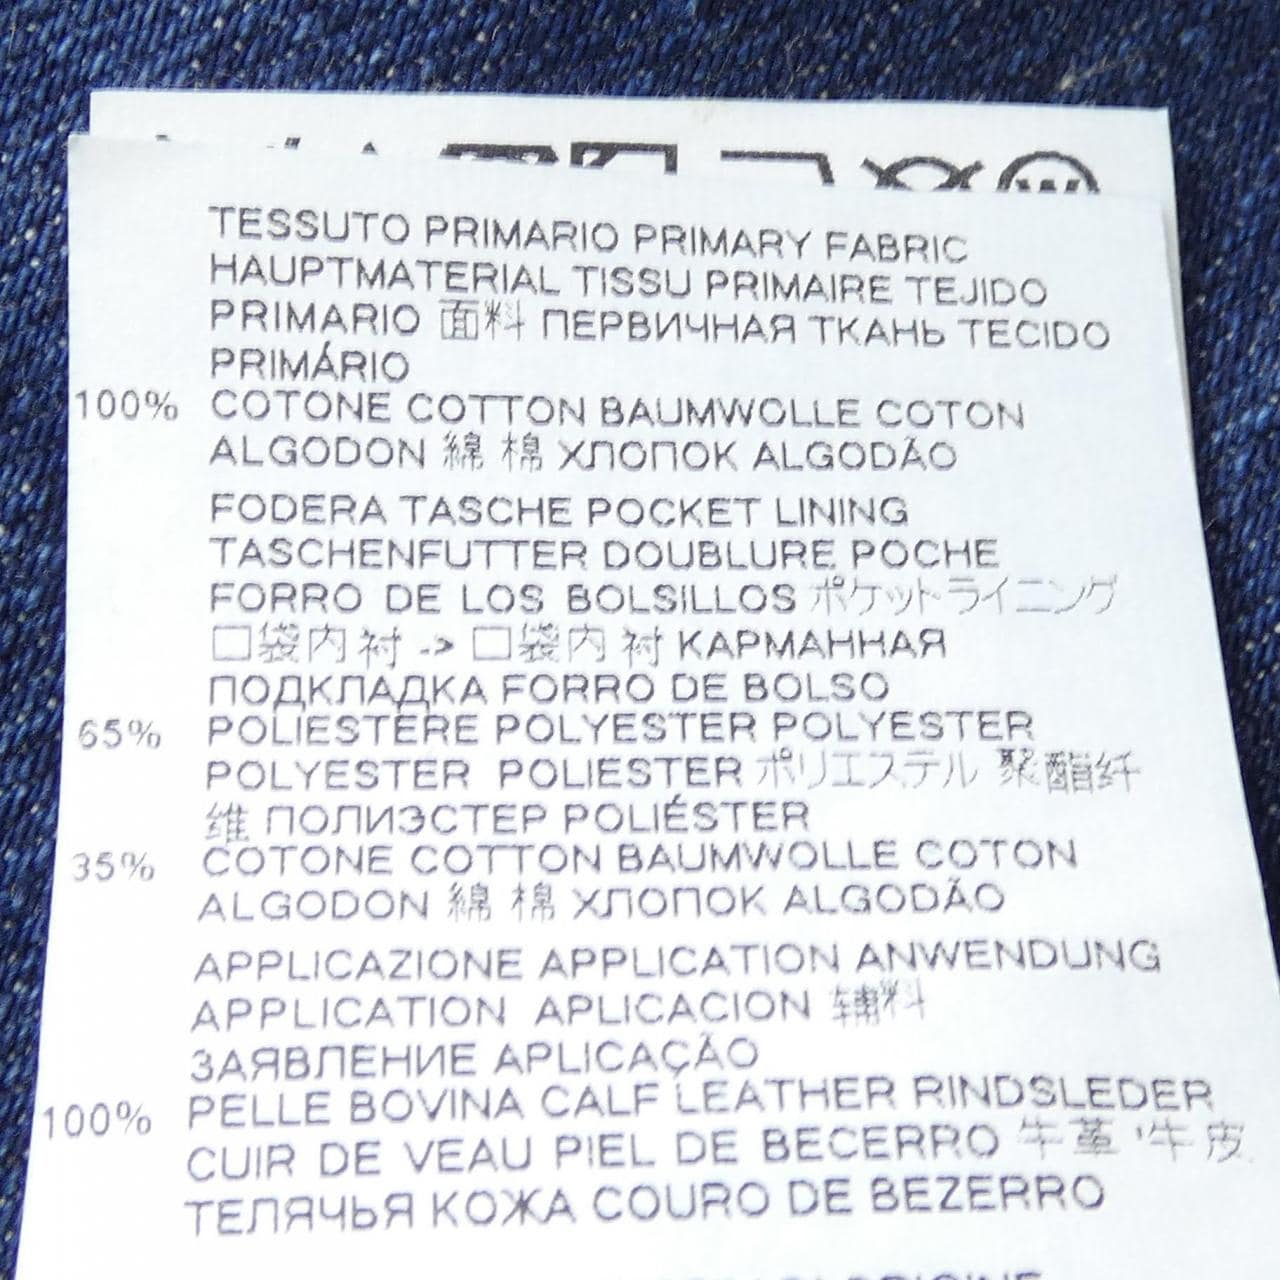 TESSUTO PRIMARIO PRIMARY FABRIC
HAUPTMATERIAL TISSU PRIMAIRE TEJIDO
PRIMARIO 面料 ПЕРВИЧНАЯ ТКАНЬ TECIDO
PRIMÁRIO
100% COTONE COTTON BAUMWOLLE COTON
ALGODON 綿 棉 ХЛОПОК ALGODÃO
FODERA TASCHE POCKET LINING
TASCHENFUTTER DOUBLURE POCHE
FORRO DE LOS BOLSILLOS ポケットライニング
口袋内衬 -> 口袋内衬 КАРМАННАЯ
ПОДКЛАДКА FORRO DE BOLSO
65% POLIESTERE POLYESTER POLYESTER
POLYESTER POLIESTER ポリエステル 聚酯纤
维 ПОЛИЭСТЕР POLIÉSTER
35% COTONE COTTON BAUMWOLLE COTON
ALGODON 綿 棉 ХЛОПОК ALGODÃO
APPLICAZIONE APPLICATION ANWENDUNG
APPLICATION APLICACION 辅料
ЗАЯВЛЕНИЕ APLICAÇÃO
100% PELLE BOVINA CALF LEATHER RINDSLEDER
CUIR DE VEAU PIEL DE BECERRO 牛革 '牛皮
ТЕЛЯЧЬЯ КОЖА COURO DE BEZERRO